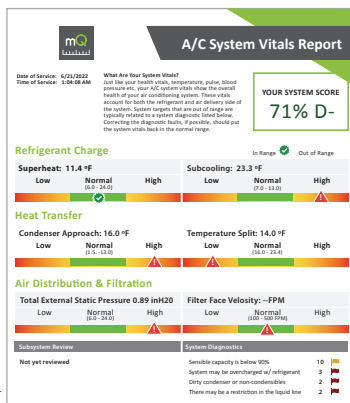 mQ
A/C System Vitals Report
Date of Service: 6/21/2022
Time of Service: 1:04:08 AM
What Are Your System Vitals?
Just like your vital health signs, temperature, pulse, blood
pressure etc, your A/C system vitals show the overall
health of your air conditioning system. These vitals
account for both the refrigerant and air delivery side of
the system. System targets that are out of range are
typically related to a system diagnostic listed below.
Correcting the diagnostic faults, if possible, should put
the system vitals back in the normal range.
YOUR SYSTEM SCORE
71% D-
Refrigerant Charge
In Range Out of Range
Superheat: 11.4 ºF Subcooling: 23.3 ºF
Low Normal High Low Normal High
(6.0 - 24.0) (7.0 - 13.0)
Heat Transfer
Condenser Approach: 16.0 ºF Temperature Split: 14.0 ºF
Low Normal High Low Normal High
(1.5. -13.0) (16.0 - 23.4)
Air Distribution & Filtration
Total External Static Pressure 0.89 inH20 Filter Face Velosity: --FPM
Low Normal High Low Normal High
(6.0 - 24.0) (100 - 500 FPM)
Subsystem Review System Diagnostics
Not yet reviewed Sensible capacity is below 90% 10
System may be overcharged w/ refrigerant 3
Dirty condenser or non-condensibles 2
There may be a restriction in the liquid line 2